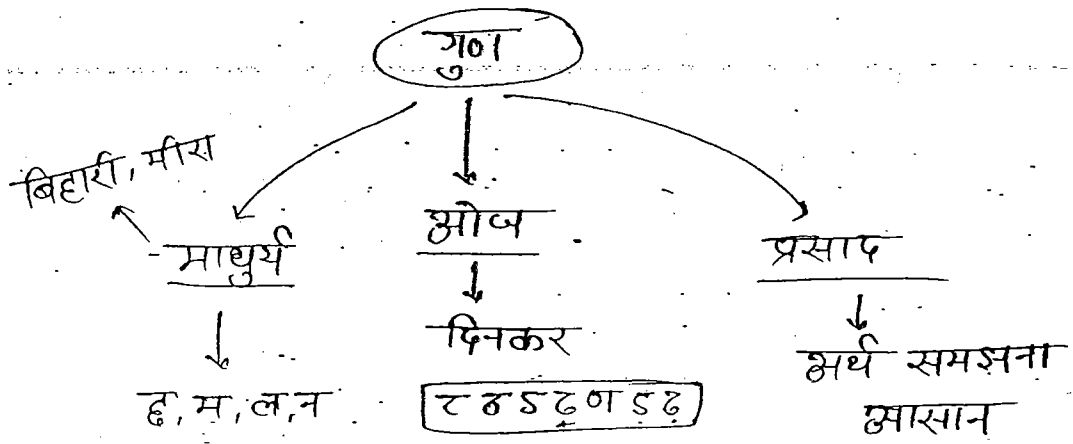 गुण
बिहारी, मीरा
माधुर्य
ओज
प्रसाद
दिनकर
अर्थ समझना
आसान
ह, म, ल, न
ट ठ ड ढ ण ड़ ढ़